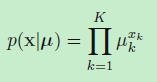 p(x|μ) = ∏_{k=1}^{K} μ_k^{x_k}